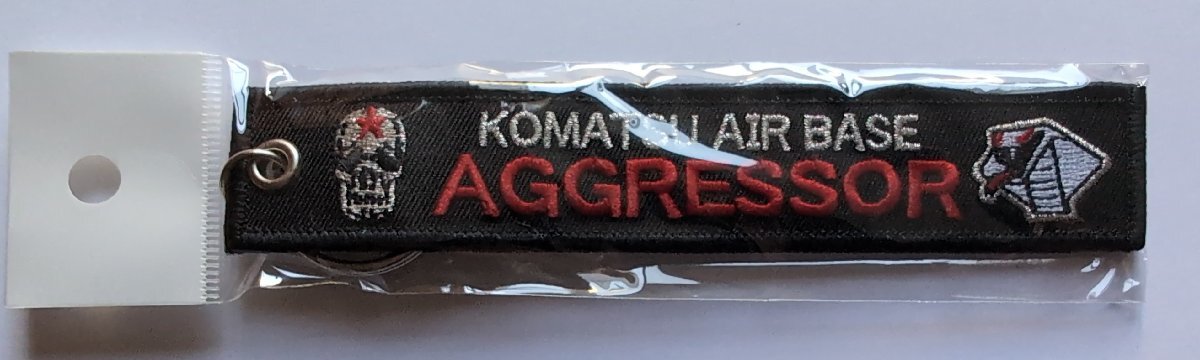 KOMATSU AIR BASE
AGGRESSOR